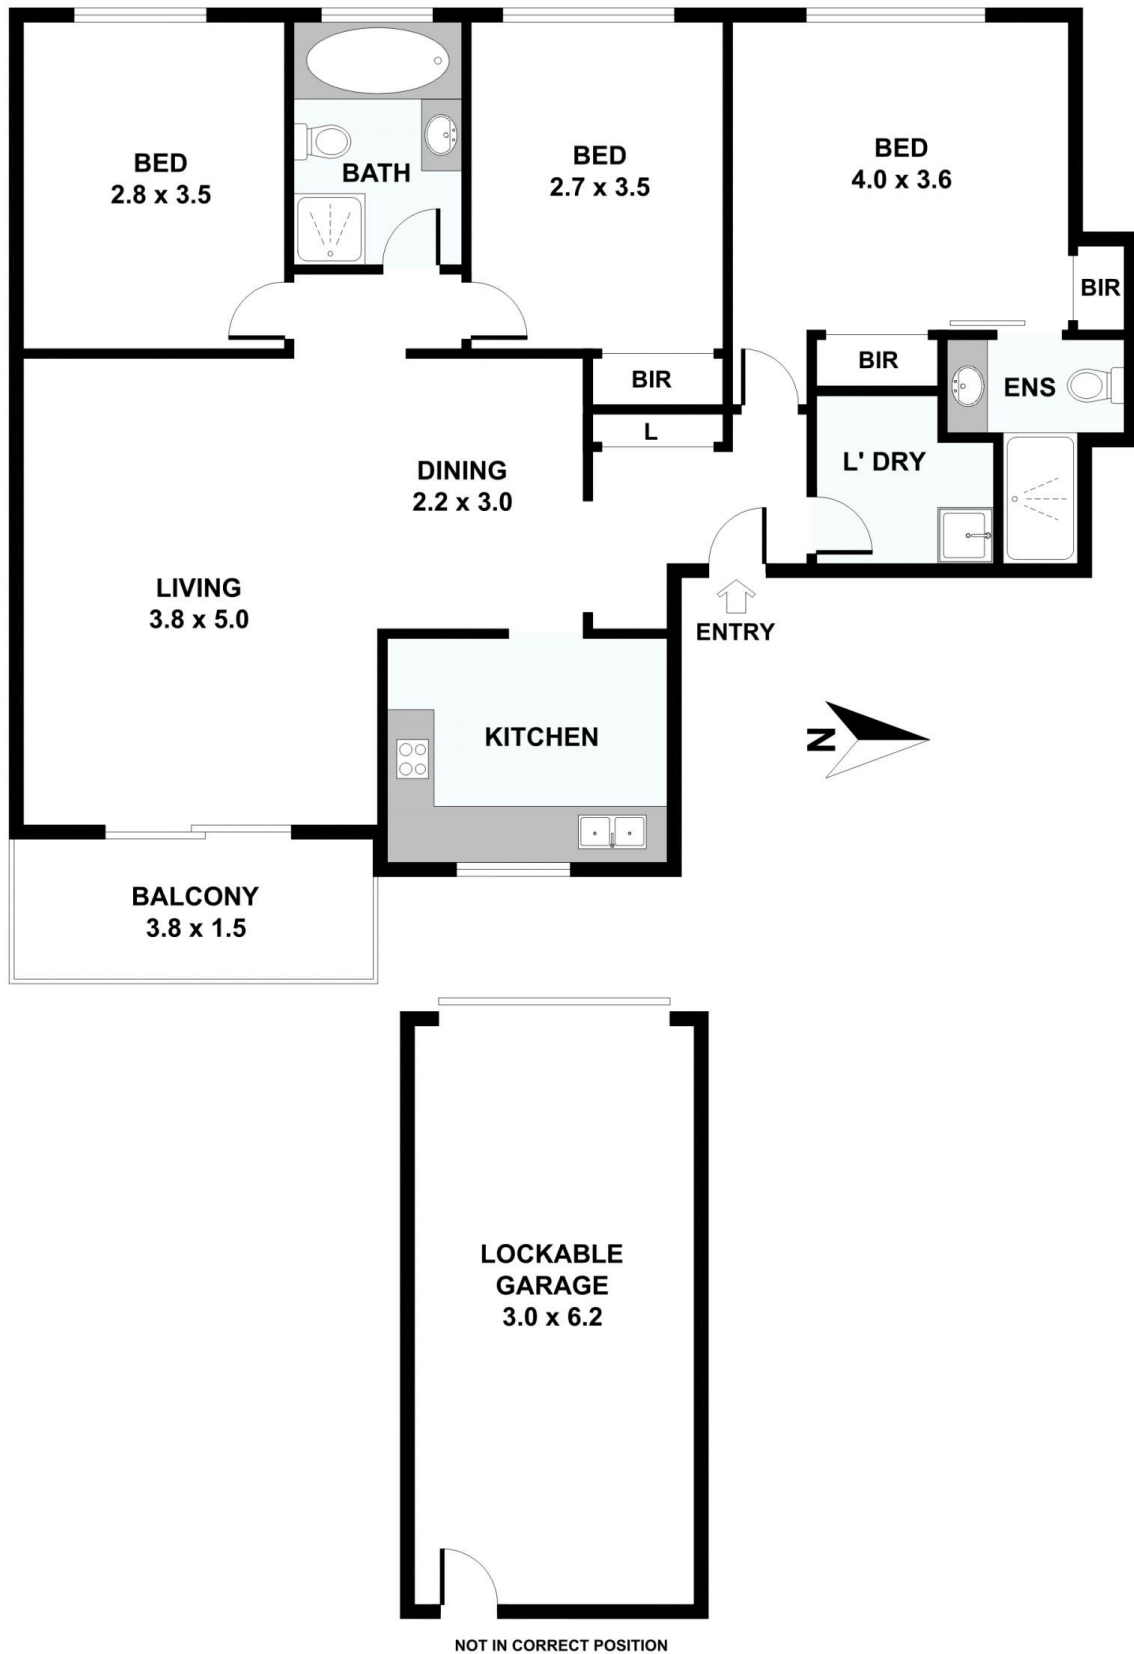 BED
2.8 x 3.5
BATH
BED
2.7 x 3.5
BED
4.0 x 3.6
BIR
BIR
BIR
ENS
L
L' DRY
DINING
2.2 x 3.0
LIVING
3.8 x 5.0
ENTRY
KITCHEN
N
BALCONY
3.8 x 1.5
LOCKABLE
GARAGE
3.0 x 6.2
NOT IN CORRECT POSITION